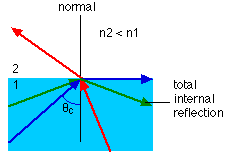 normal
n2 < n1
2
1
θc
total
internal
reflection